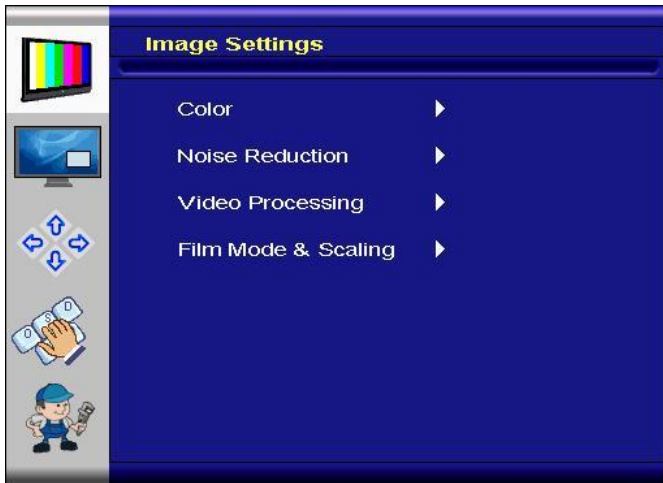 Image Settings
Color
Noise Reduction
Video Processing
Film Mode & Scaling
O S D